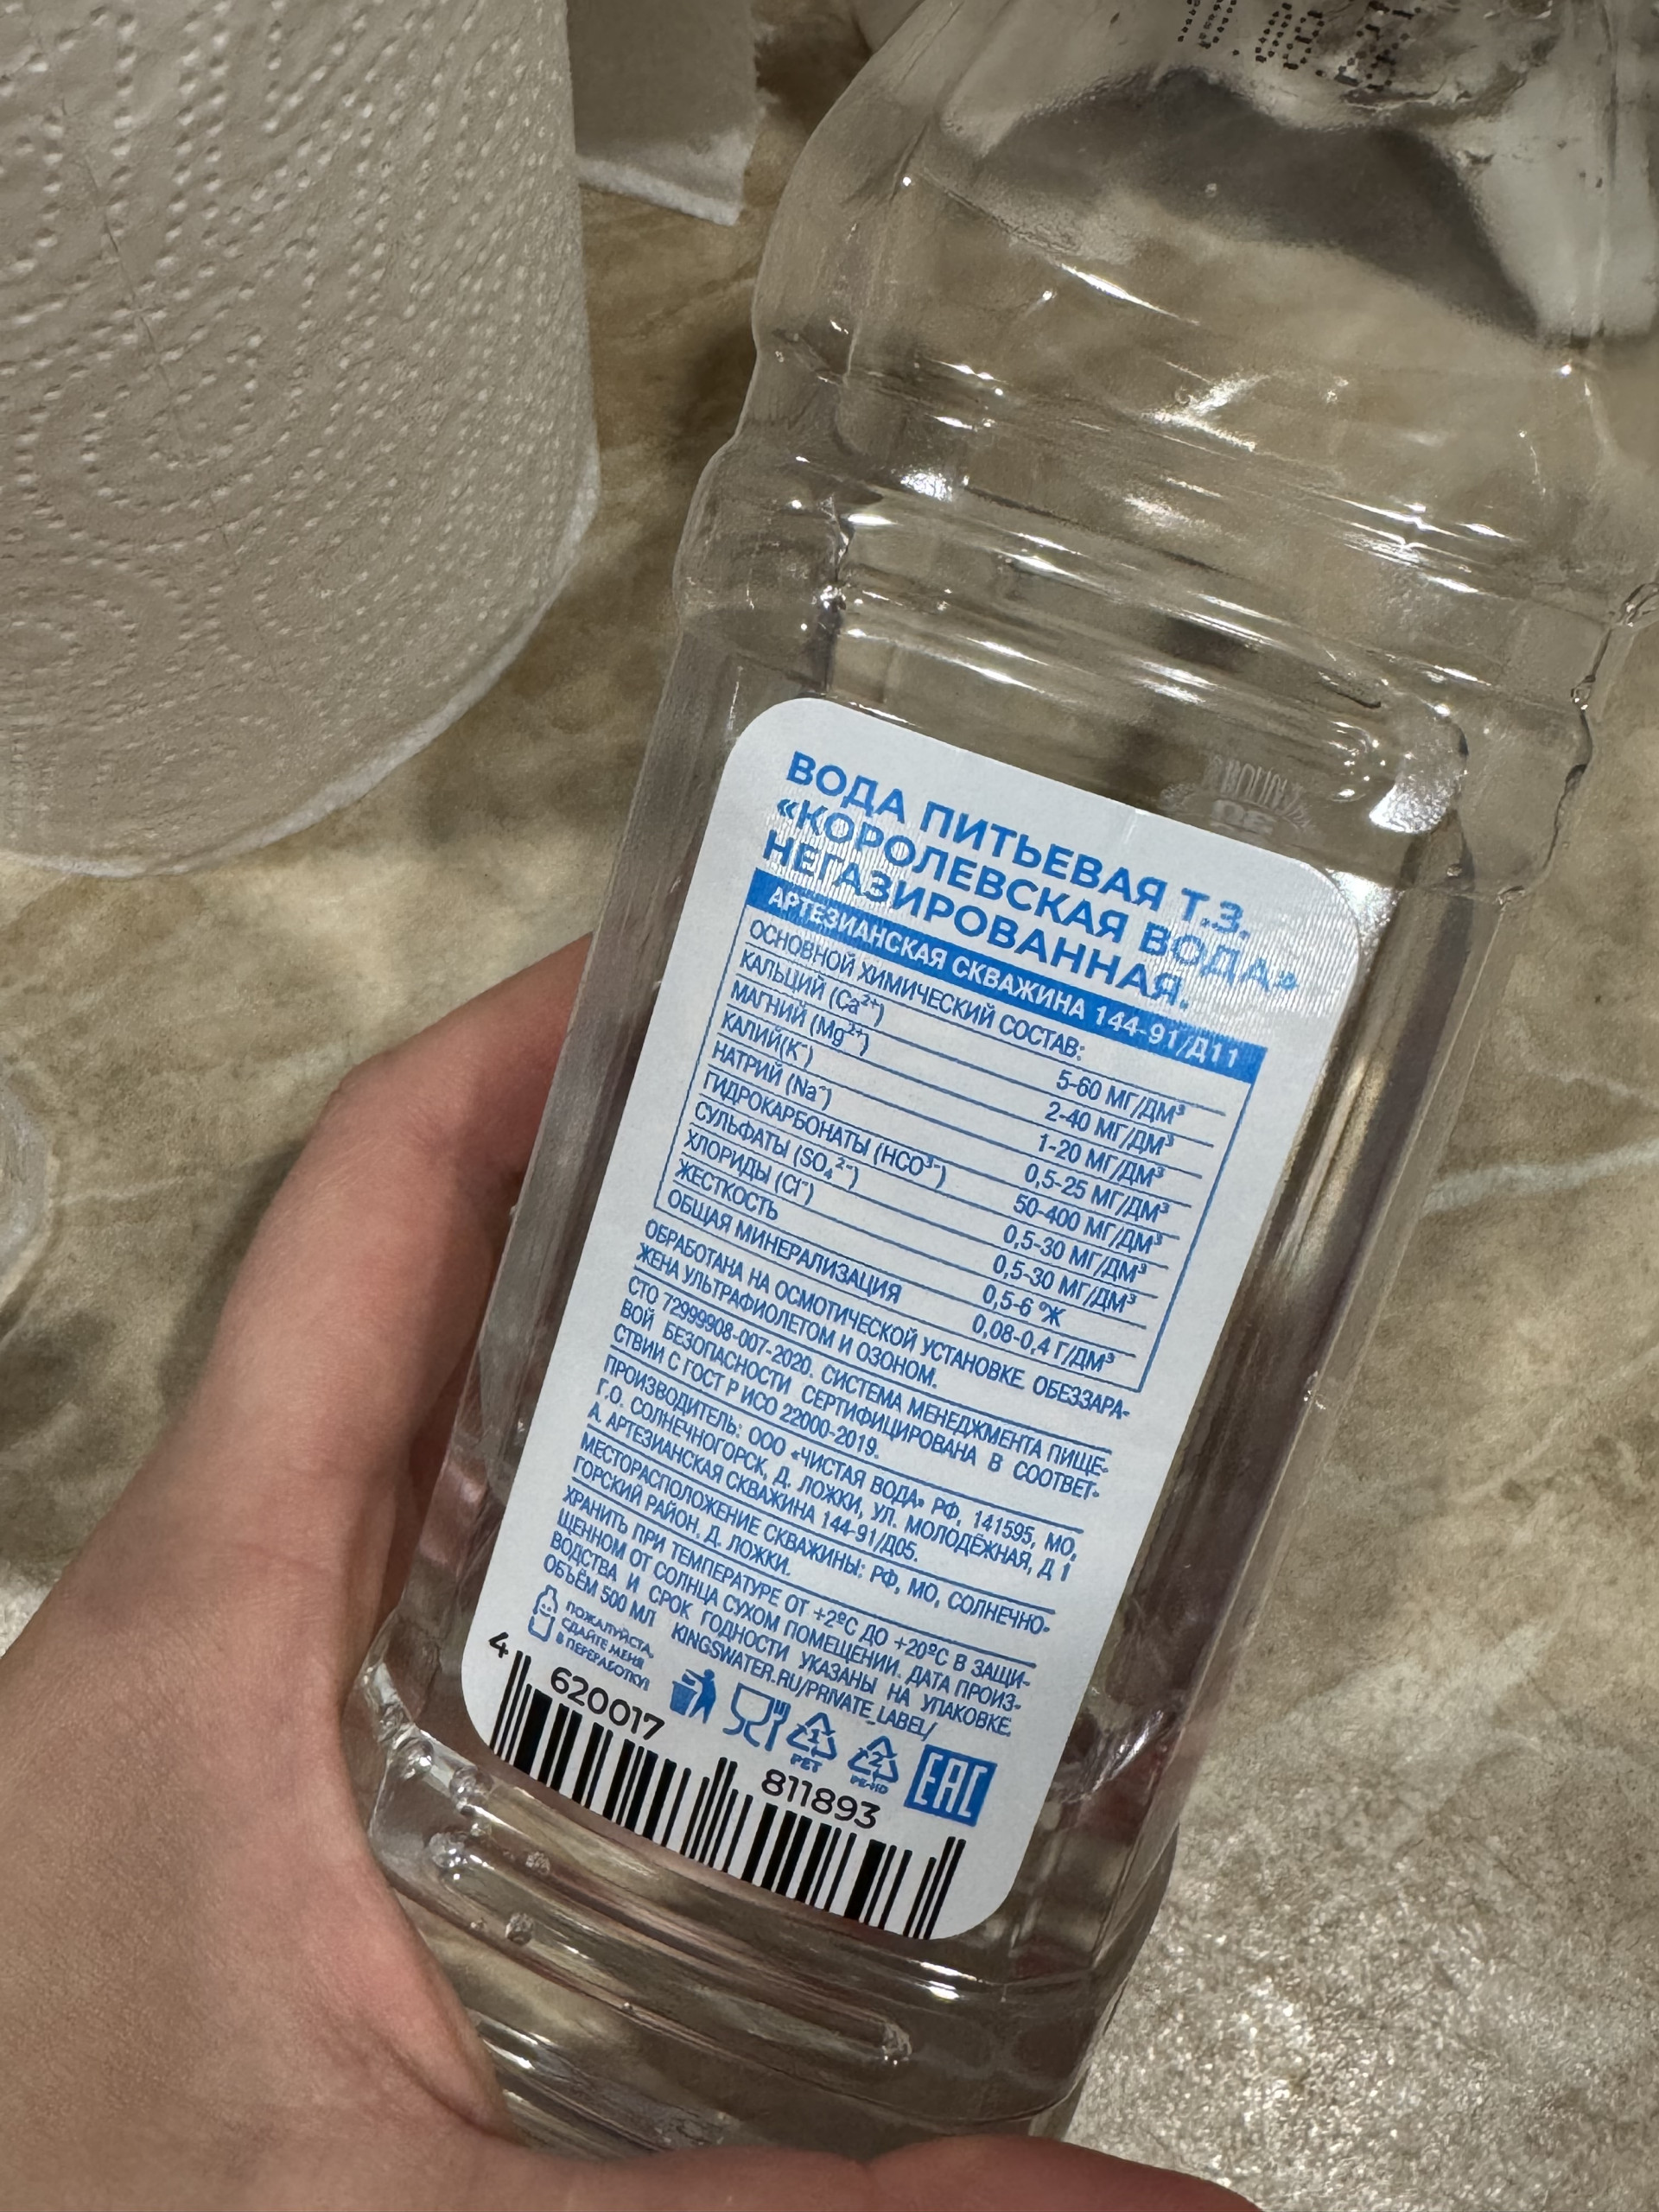 ВОДА ПИТЬЕВАЯ Т.З.
«КОРОЛЕВСКАЯ ВОДА»
НЕГАЗИРОВАННАЯ.
АРТЕЗИАНСКАЯ СКВАЖИНА 144-91/Д11
ОСНОВНОЙ ХИМИЧЕСКИЙ СОСТАВ:
КАЛЬЦИЙ (Ca²⁺) 5-60 МГ/ДМ³
МАГНИЙ (Mg²⁺) 2-40 МГ/ДМ³
КАЛИЙ(K⁺) 1-20 МГ/ДМ³
НАТРИЙ (Na⁺) 0,5-25 МГ/ДМ³
ГИДРОКАРБОНАТЫ (HCO³⁻) 50-400 МГ/ДМ³
СУЛЬФАТЫ (SO₄²⁻) 0,5-30 МГ/ДМ³
ХЛОРИДЫ (Cl⁻) 0,5-30 МГ/ДМ³
ЖЕСТКОСТЬ 0,5-6 °Ж
ОБЩАЯ МИНЕРАЛИЗАЦИЯ 0,08-0,4 Г/ДМ³
ОБРАБОТАНА НА ОСМОТИЧЕСКОЙ УСТАНОВКЕ. ОБЕЗЗАРА-
ЖЕНА УЛЬТРАФИОЛЕТОМ И ОЗОНОМ.
СТО 72999908-007-2020. СИСТЕМА МЕНЕДЖМЕНТА ПИЩЕ-
ВОЙ БЕЗОПАСНОСТИ СЕРТИФИЦИРОВАНА В СООТВЕТ-
СТВИИ С ГОСТ Р ИСО 22000-2019.
ПРОИЗВОДИТЕЛЬ: ООО «ЧИСТАЯ ВОДА» РФ, 141595, МО,
Г.О. СОЛНЕЧНОГОРСК, Д. ЛОЖКИ, УЛ. МОЛОДЁЖНАЯ, Д 1
А. АРТЕЗИАНСКАЯ СКВАЖИНА 144-91/Д05.
МЕСТОРАСПОЛОЖЕНИЕ СКВАЖИНЫ: РФ, МО, СОЛНЕЧНО-
ГОРСКИЙ РАЙОН, Д. ЛОЖКИ.
ХРАНИТЬ ПРИ ТЕМПЕРАТУРЕ ОТ +2ºС ДО +20ºС В ЗАЩИ-
ЩЕННОМ ОТ СОЛНЦА СУХОМ ПОМЕЩЕНИИ. ДАТА ПРОИЗ-
ВОДСТВА И СРОК ГОДНОСТИ УКАЗАНЫ НА УПАКОВКЕ.
ОБЪЁМ 500 МЛ KINGSWATER.RU/PRIVATE_LABEL/
ПОЖАЛУЙСТА,
СДАЙТЕ МЕНЯ
В ПЕРЕРАБОТКУ!
1
PET
2
PE-HD
EAC
4 620017 811893